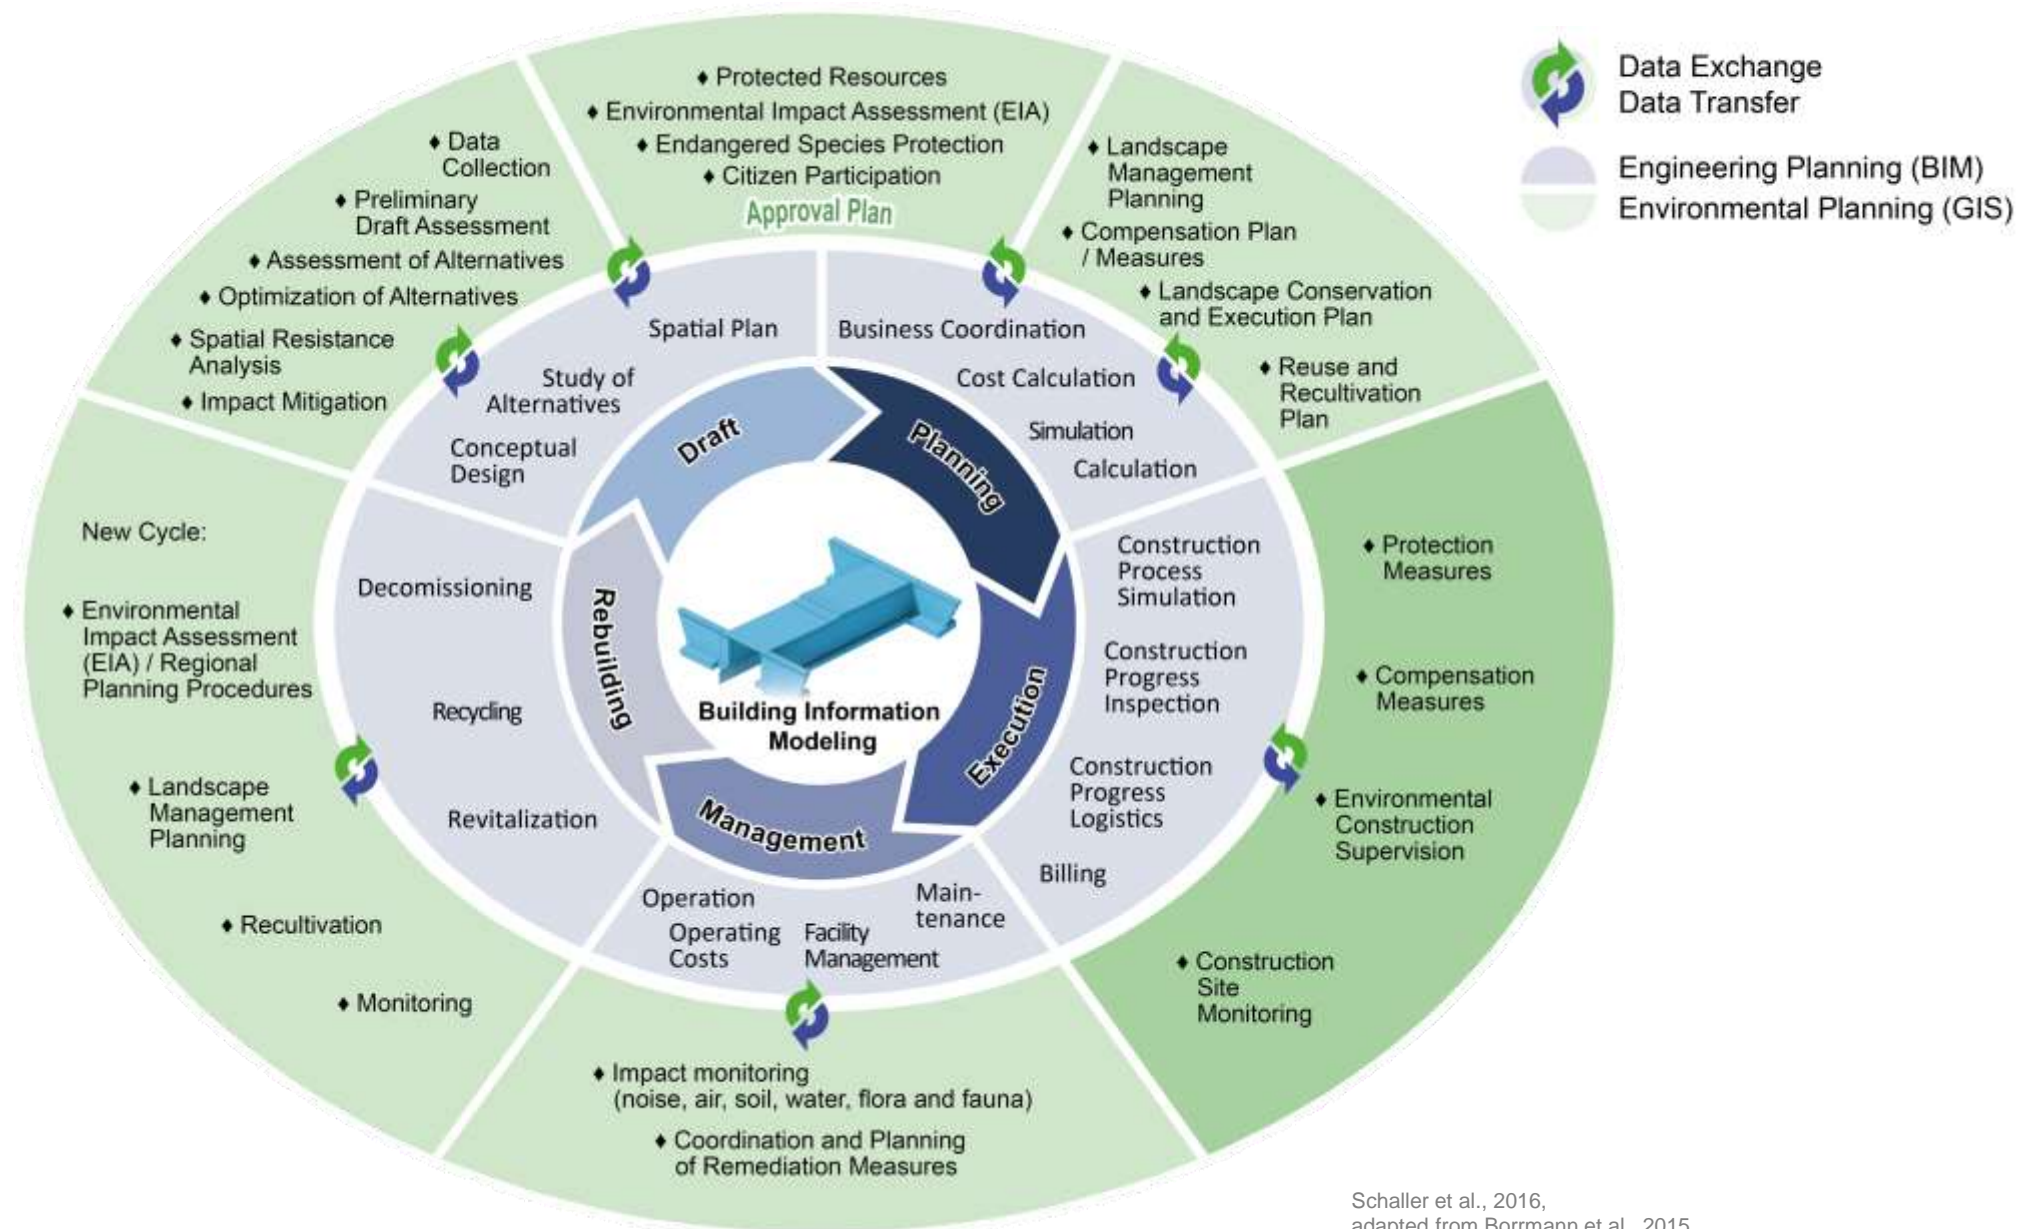 Data Exchange
Data Transfer
Engineering Planning (BIM)
Environmental Planning (GIS)
♦ Protected Resources
♦ Environmental Impact Assessment (EIA)
♦ Endangered Species Protection
♦ Citizen Participation
Approval Plan
♦ Data
Collection
♦ Preliminary
Draft Assessment
♦ Assessment of Alternatives
♦ Optimization of Alternatives
♦ Spatial Resistance
Analysis
♦ Impact Mitigation
♦ Landscape
Management
Planning
♦ Compensation Plan
/ Measures
♦ Landscape Conservation
and Execution Plan
♦ Reuse and
Recultivation
Plan
Spatial Plan
Study of
Alternatives
Conceptual
Design
Business Coordination
Cost Calculation
Simulation
Calculation
Draft
Planning
Execution
Management
Rebuilding
Building Information
Modeling
Construction
Process
Simulation
Construction
Progress
Inspection
Construction
Progress
Logistics
Billing
♦ Protection
Measures
♦ Compensation
Measures
♦ Environmental
Construction
Supervision
♦ Construction
Site
Monitoring
Operation
Operating
Costs
Facility
Management
Main-
tenance
♦ Impact monitoring
(noise, air, soil, water, flora and fauna)
♦ Coordination and Planning
of Remediation Measures
Decomissioning
Recycling
Revitalization
New Cycle:
♦ Environmental
Impact Assessment
(EIA) / Regional
Planning Procedures
♦ Landscape
Management
Planning
♦ Recultivation
♦ Monitoring
Schaller et al., 2016,
adapted from Borrmann et al., 2015